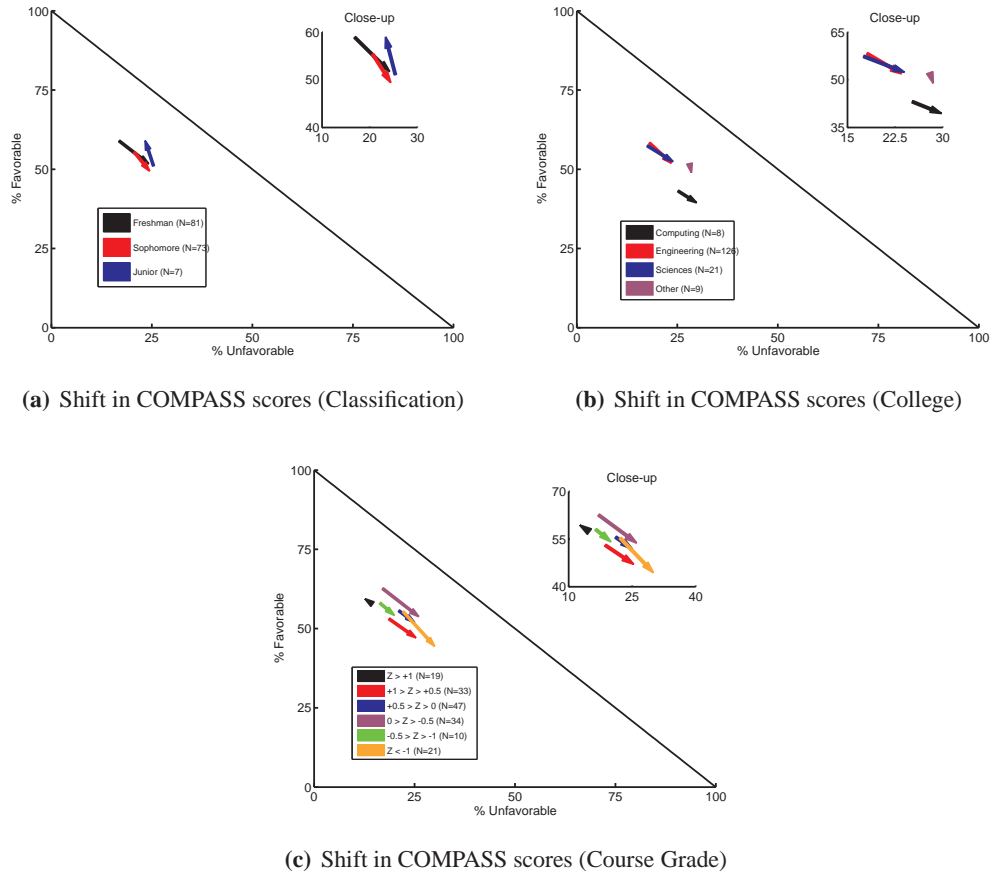 100
75
50
25
0
% Favorable
0
25
50
75
100
% Unfavorable
Close-up
60
50
40
10
20
30
Freshman (N=81)
Sophomore (N=73)
Junior (N=7)
(a) Shift in COMPASS scores (Classification)
100
75
50
25
0
% Favorable
0
25
50
75
100
% Unfavorable
Close-up
65
50
35
15
22.5
30
Computing (N=8)
Engineering (N=126)
Sciences (N=21)
Other (N=9)
(b) Shift in COMPASS scores (College)
100
75
50
25
0
% Favorable
0
25
50
75
100
% Unfavorable
Close-up
70
55
40
10
25
40
Z > +1 (N=19)
+1 > Z > +0.5 (N=33)
+0.5 > Z > 0 (N=47)
0 > Z > -0.5 (N=34)
-0.5 > Z > -1 (N=10)
Z < -1 (N=21)
(c) Shift in COMPASS scores (Course Grade)